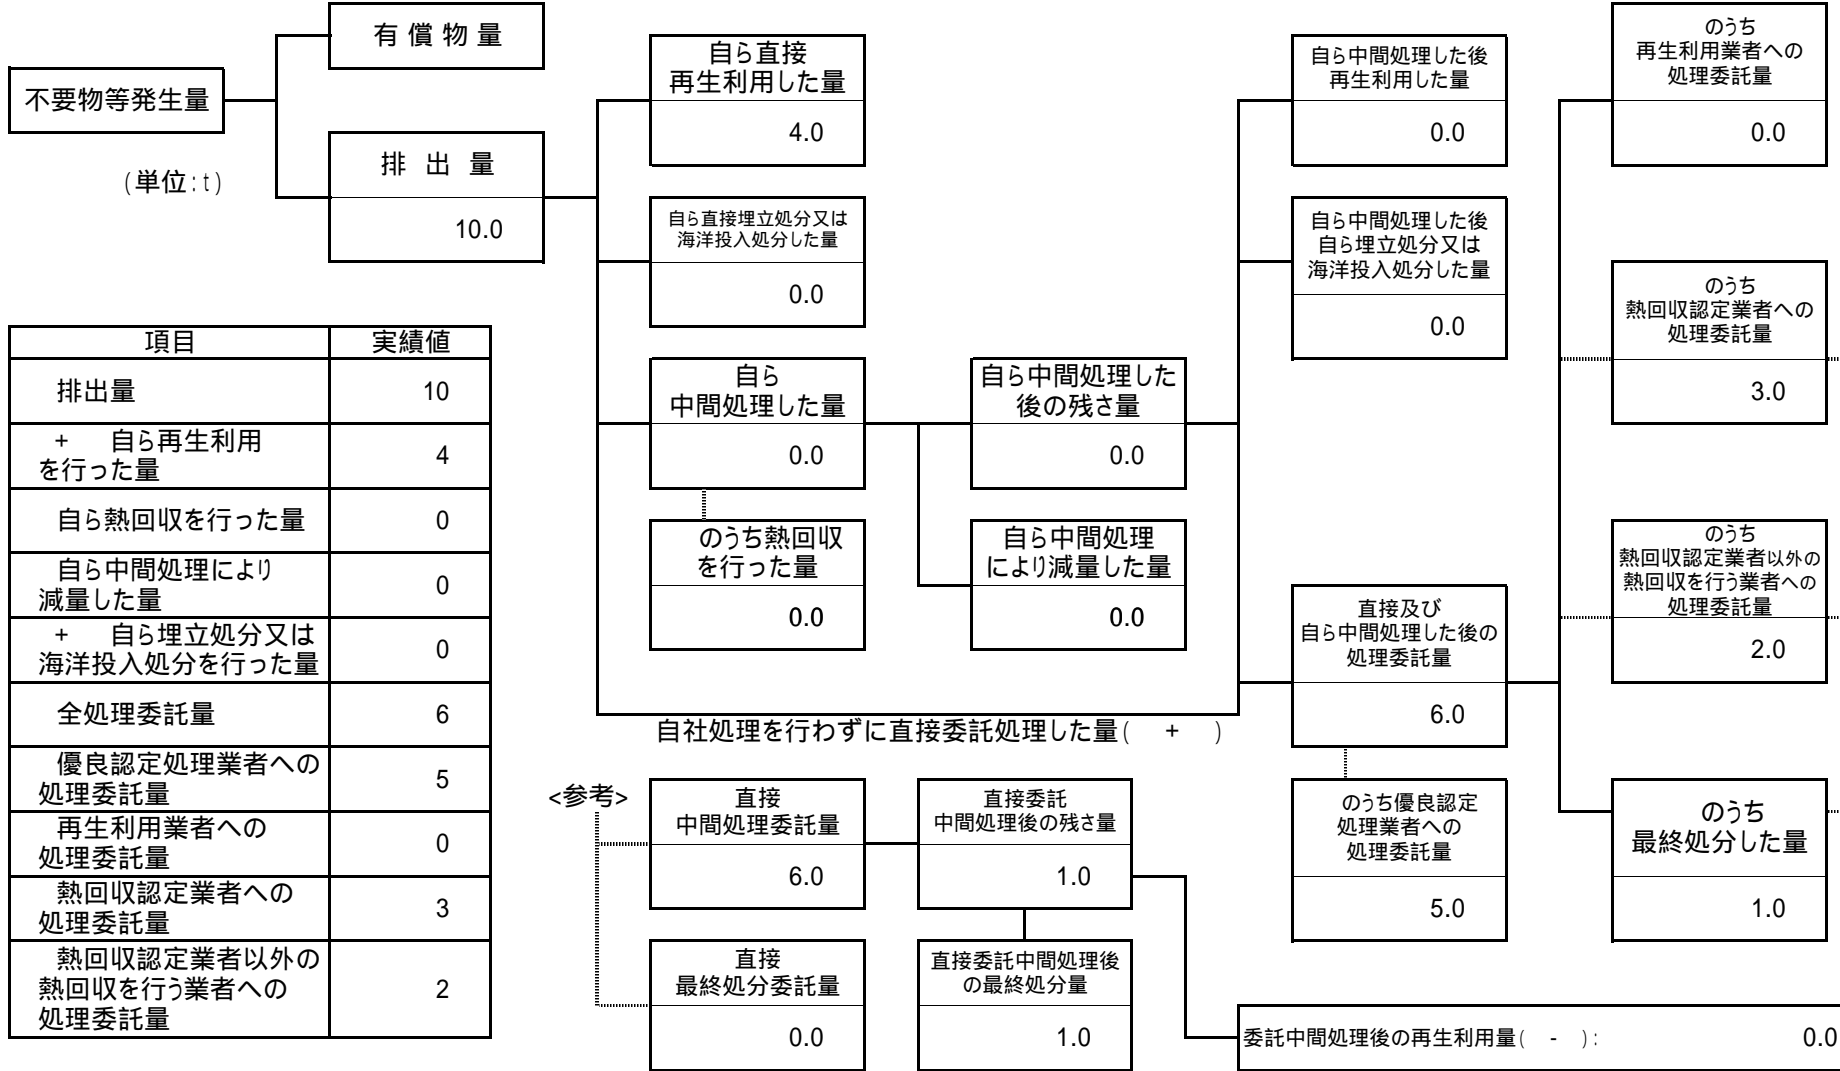 有 償 物 量
不要物等発生量
(単位:t)
排 出 量
10.0
自ら直接
再生利用した量
4.0
自ら直接埋立処分又は
海洋投入処分した量
0.0
自ら
中間処理した量
0.0
のうち熱回収
を行った量
0.0
自ら中間処理した
後の残さ量
0.0
自ら中間処理
により減量した量
0.0
自ら中間処理した後
再生利用した量
0.0
自ら中間処理した後
自ら埋立処分又は
海洋投入処分した量
0.0
直接及び
自ら中間処理した後の
処理委託量
6.0
のうち優良認定
処理業者への
処理委託量
5.0
のうち
再生利用業者への
処理委託量
0.0
のうち
熱回収認定業者への
処理委託量
3.0
のうち
熱回収認定業者以外の
熱回収を行う業者への
処理委託量
2.0
のうち
最終処分した量
1.0
自社処理を行わずに直接委託処理した量( + )
<参考>
直接
中間処理委託量
6.0
直接委託
中間処理後の残さ量
1.0
直接
最終処分委託量
0.0
直接委託中間処理後
の最終処分量
1.0
委託中間処理後の再生利用量( - ): 0.0
項目 実績値
排出量 10
+ 自ら再生利用
を行った量 4
自ら熱回収を行った量 0
自ら中間処理により
減量した量 0
+ 自ら埋立処分又は
海洋投入処分を行った量 0
全処理委託量 6
優良認定処理業者への
処理委託量 5
再生利用業者への
処理委託量 0
熱回収認定業者への
処理委託量 3
熱回収認定業者以外の
熱回収を行う業者への
処理委託量 2